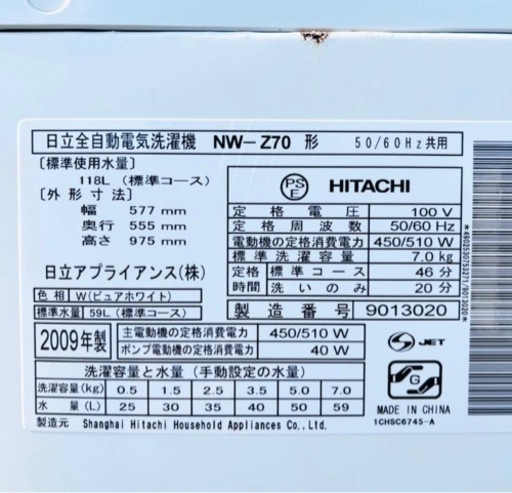 日立全自動電気洗濯機 NW-Z70 形 50/60Hz共用
〔標準使用水量〕
118L (標準コース)
〔外形寸法〕
幅 577 mm
奥行 555 mm
高さ 975 mm
日立アプライアンス(株)
色相 W(ピュアホワイト)
標準水量 59L (標準コース)
PSE HITACHI
定格電圧 100 V
定格周波数 50/60 Hz
電動機の定格消費電力 450/510 W
標準洗濯容量 7.0 kg
定格時間 標準コース 46分
洗いのみ 20分
製造番号 9013020
2009年製
主電動機の定格消費電力 450/510 W
ポンプ電動機の定格消費電力 40 W
洗濯容量と水量 (手動設定の水量)
洗濯容量(kg) 0.5 1.5 2.5 3.5 5.0 7.0
水量(L) 25 30 35 40 50 59
製造元 Shanghai Hitachi Household Appliances Co.,Ltd.
S JET
G
MADE IN CHINA
1CHSC6745-A
*4902530753271/9013020*